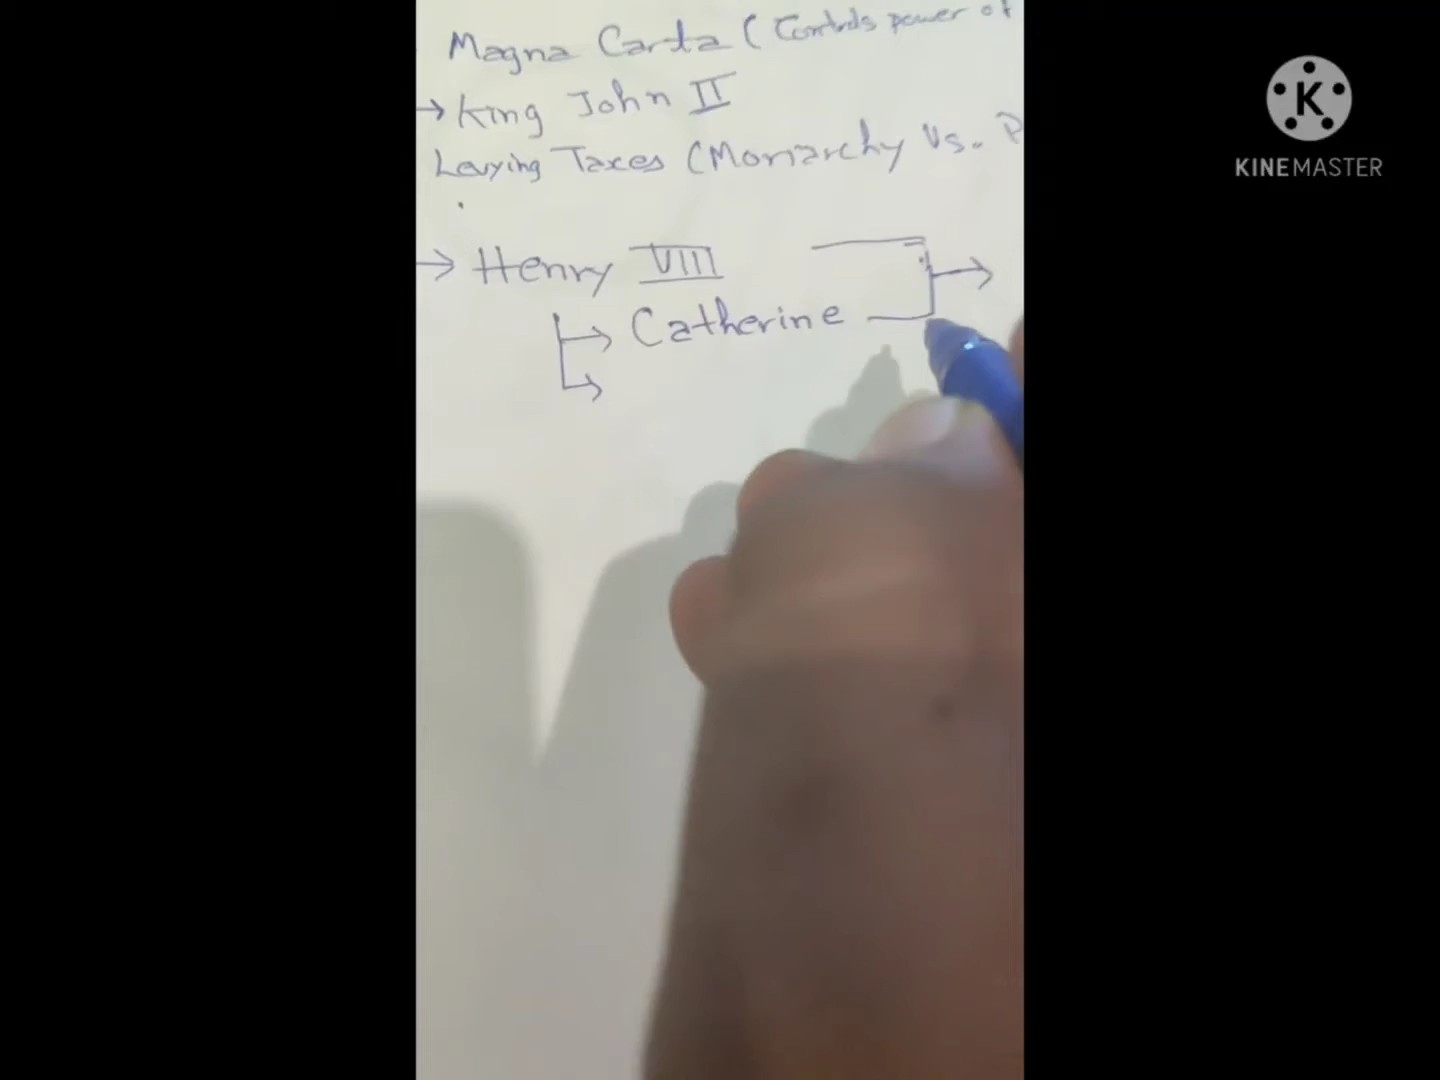 Magna Carta ( Controls power of
→ King John II
Levying Taxes (Monarchy Vs. P
→ Henry VIII
→ Catherine
K
KINEMASTER